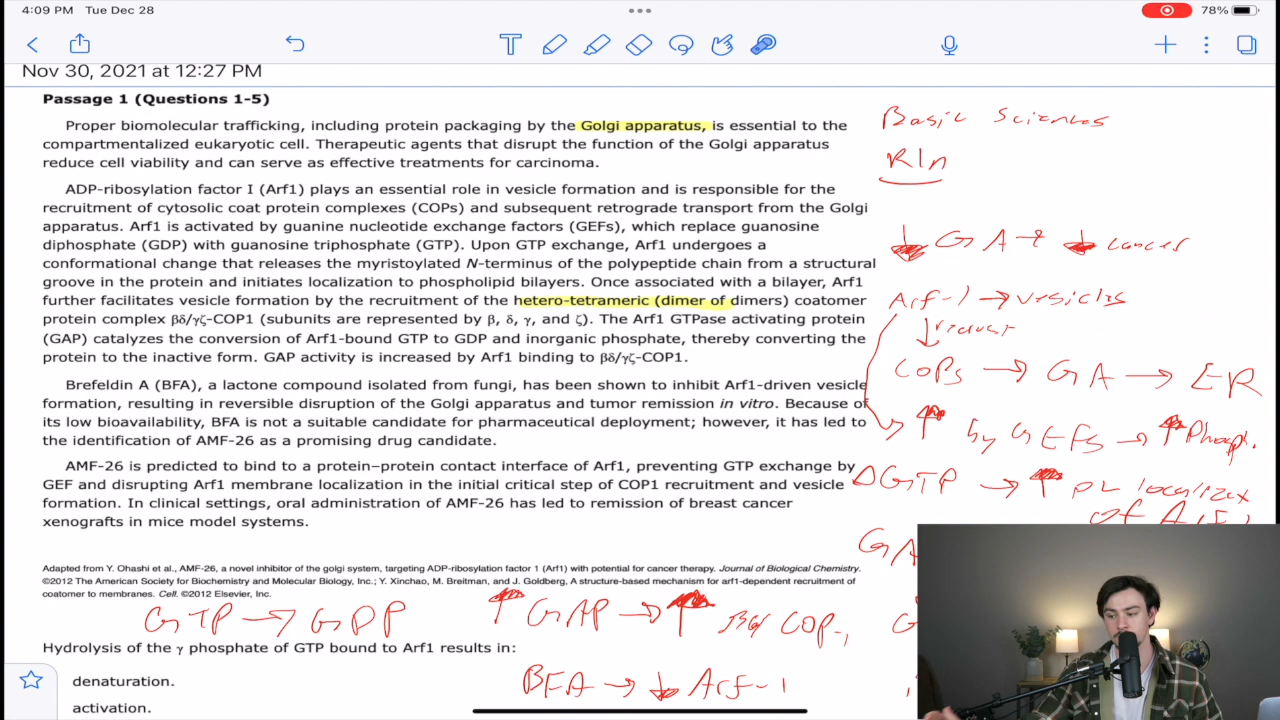 4:09 PM Tue Dec 28
78%
Nov 30, 2021 at 12:27 PM
Passage 1 (Questions 1-5)
Proper biomolecular trafficking, including protein packaging by the Golgi apparatus, is essential to the
compartmentalized eukaryotic cell. Therapeutic agents that disrupt the function of the Golgi apparatus
reduce cell viability and can serve as effective treatments for carcinoma.
ADP-ribosylation factor I (Arf1) plays an essential role in vesicle formation and is responsible for the
recruitment of cytosolic coat protein complexes (COPs) and subsequent retrograde transport from the Golgi
apparatus. Arf1 is activated by guanine nucleotide exchange factors (GEFs), which replace guanosine
diphosphate (GDP) with guanosine triphosphate (GTP). Upon GTP exchange, Arf1 undergoes a
conformational change that releases the myristoylated N-terminus of the polypeptide chain from a structural
groove in the protein and initiates localization to phospholipid bilayers. Once associated with a bilayer, Arf1
further facilitates vesicle formation by the recruitment of the hetero-tetrameric (dimer of dimers) coatomer
protein complex βδ/γζ-COP1 (subunits are represented by β, δ, γ, and ζ). The Arf1 GTPase activating protein
(GAP) catalyzes the conversion of Arf1-bound GTP to GDP and inorganic phosphate, thereby converting the
protein to the inactive form. GAP activity is increased by Arf1 binding to βδ/γζ-COP1.
Brefeldin A (BFA), a lactone compound isolated from fungi, has been shown to inhibit Arf1-driven vesicle
formation, resulting in reversible disruption of the Golgi apparatus and tumor remission in vitro. Because of
its low bioavailability, BFA is not a suitable candidate for pharmaceutical deployment; however, it has led to
the identification of AMF-26 as a promising drug candidate.
AMF-26 is predicted to bind to a protein–protein contact interface of Arf1, preventing GTP exchange by
GEF and disrupting Arf1 membrane localization in the initial critical step of COP1 recruitment and vesicle
formation. In clinical settings, oral administration of AMF-26 has led to remission of breast cancer
xenografts in mice model systems.
Adapted from Y. Ohashi et al., AMF-26, a novel inhibitor of the golgi system, targeting ADP-ribosylation factor 1 (Arf1) with potential for cancer therapy. Journal of Biological Chemistry.
©2012 The American Society for Biochemistry and Molecular Biology, Inc.; Y. Xinchao, M. Breitman, and J. Goldberg, A structure-based mechanism for arf1-dependent recruitment of
coatomer to membranes. Cell. ©2012 Elsevier, Inc.
Hydrolysis of the γ phosphate of GTP bound to Arf1 results in:
denaturation.
activation.
Basic Sciences
R/n
↓ GA → ↓ cancer
Arf-1 → vesicles
↓ recruit
COPs → GA → ER
↑ by GEFs → ↑ Phosph.
GTP → ↑ localizax
of Arf1
GA
GTP → GDP
↑ GAP → ↑ COP-1
BFA → ↓ Arf-1